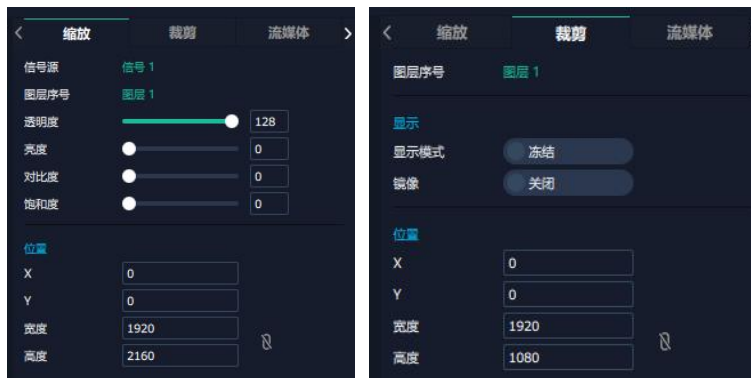 缩放 裁剪 流媒体
信号源 信号 1
图层序号 图层 1
透明度 128
亮度 0
对比度 0
饱和度 0
位置
X 0
Y 0
宽度 1920
高度 2160
缩放 裁剪 流媒体
图层序号 图层 1
显示
显示模式 冻结
镜像 关闭
位置
X 0
Y 0
宽度 1920
高度 1080